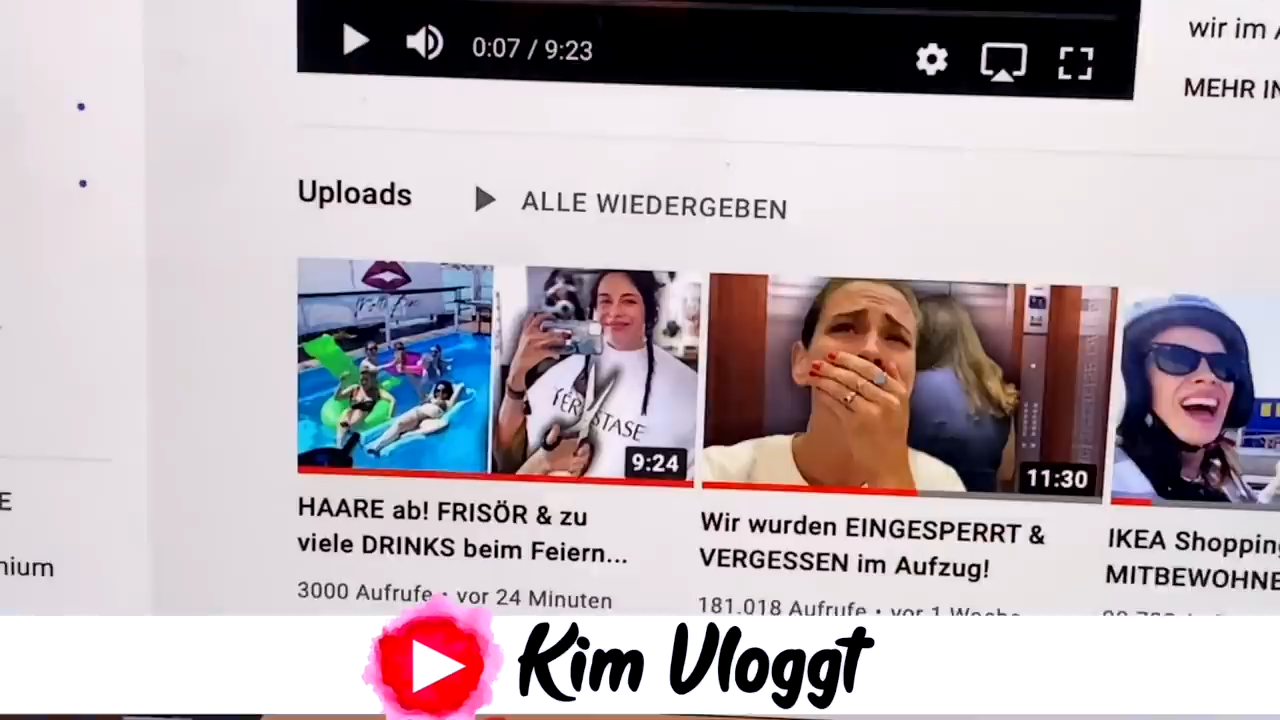 wir im
MEHR IN
0:07 / 9:23
Uploads
ALLE WIEDERGEBEN
9:24
11:30
HAARE ab! FRISÖR & zu
viele DRINKS beim Feiern...
3000 Aufrufe • vor 24 Minuten
Wir wurden EINGESPERRT &
VERGESSEN im Aufzug!
181.018 Aufrufe • vor 1 Woche
IKEA Shopping
MITBEWOHNE
E
nium
Kim Vloggt